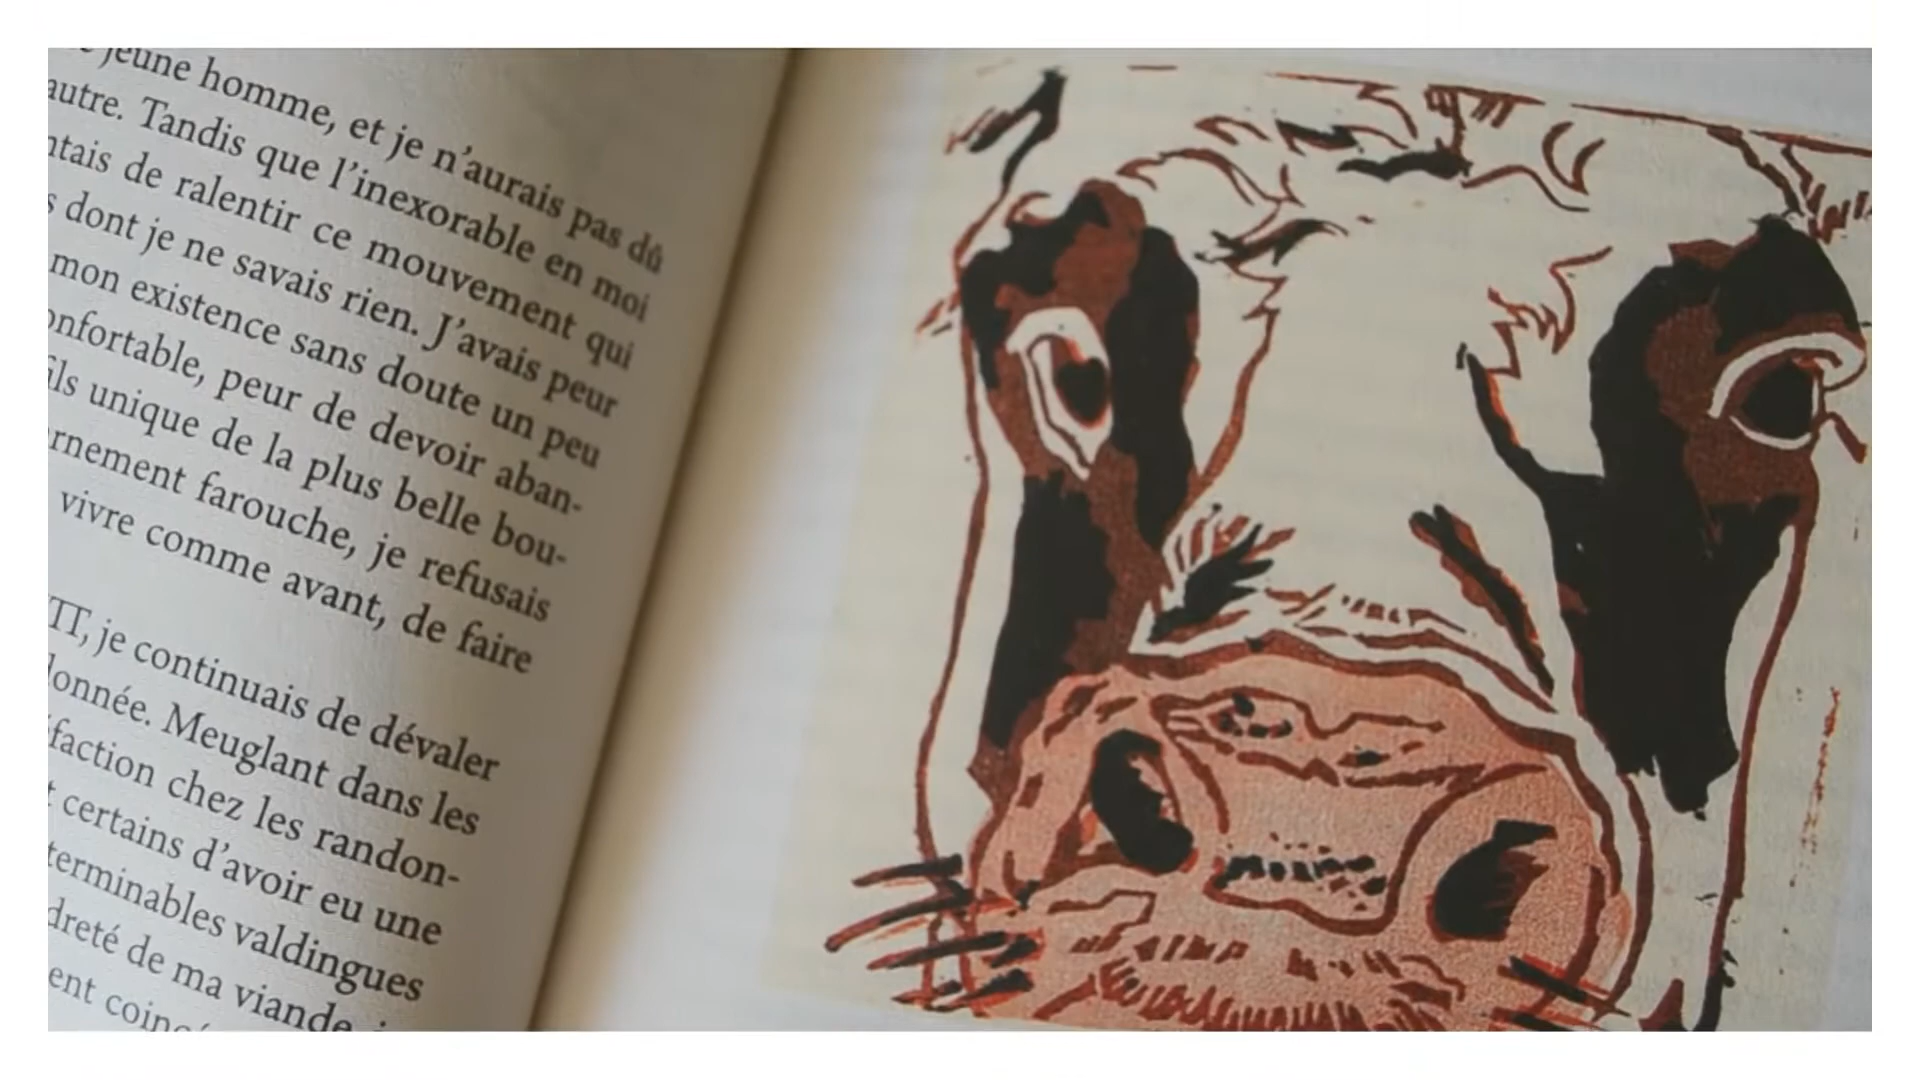 jeune homme, et je n'aurais pas dû
autre. Tandis que l'inexorable en moi
ntais de ralentir ce mouvement qui
s dont je ne savais rien. J'avais peur
mon existence sans doute un peu
onfortable, peur de devoir aban-
ils unique de la plus belle bou-
rnement farouche, je refusais
vivre comme avant, de faire
TT, je continuais de dévaler
donnée. Meuglant dans les
faction chez les randon-
t certains d'avoir eu une
terminables valdingues
dreté de ma viande
ent coincé